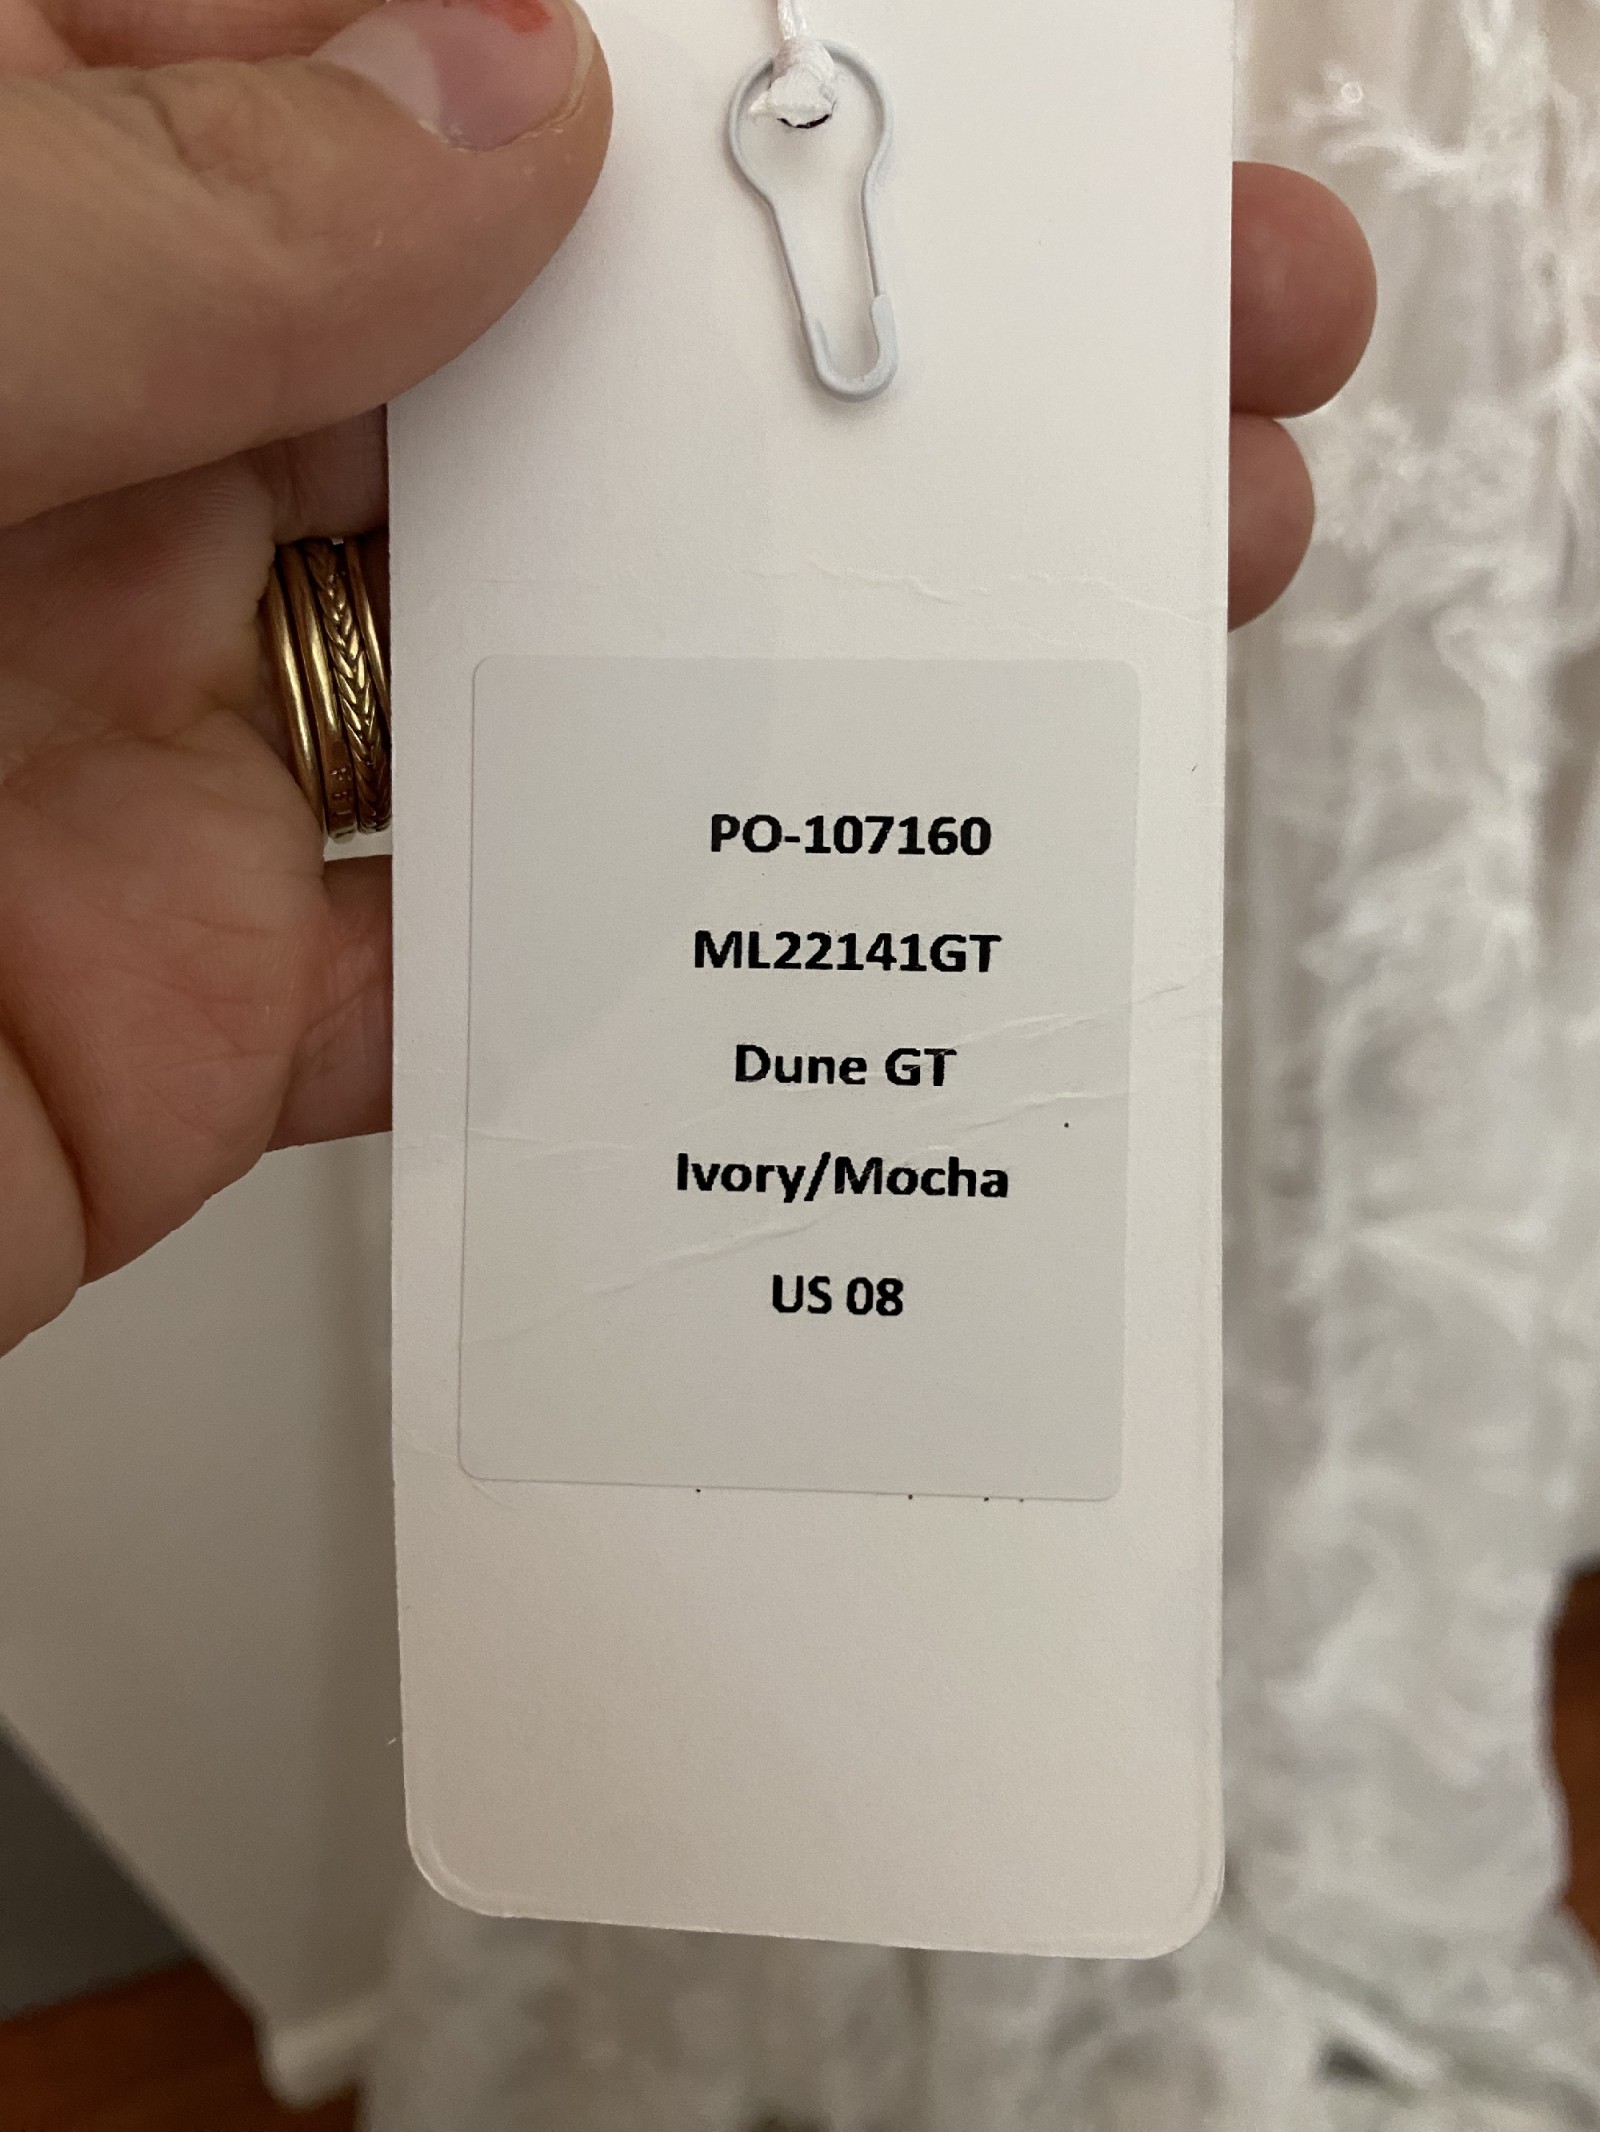 PO-107160
ML22141GT
Dune GT
Ivory/Mocha
US 08